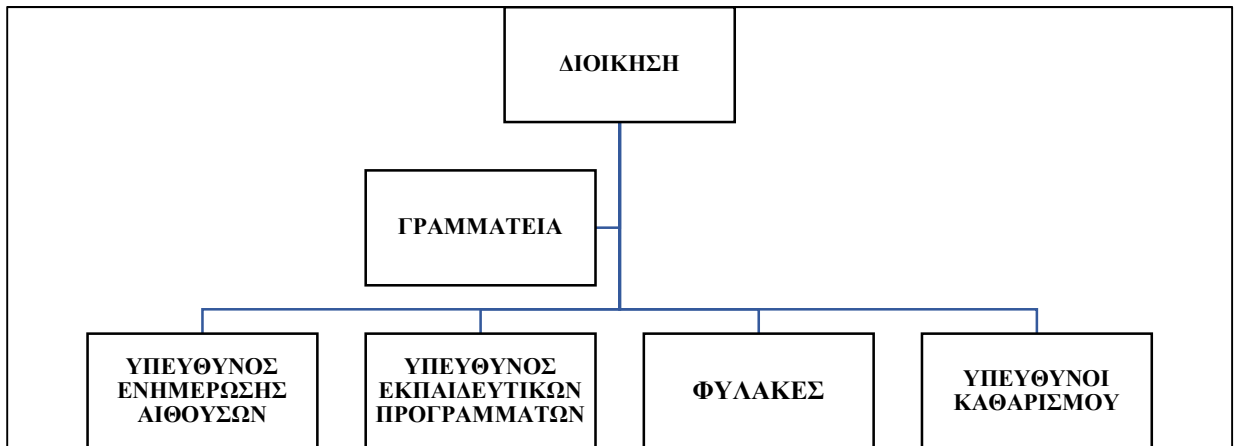 ΔΙΟΙΚΗΣΗ
ΓΡΑΜΜΑΤΕΙΑ
ΥΠΕΥΘΥΝΟΣ
ΕΝΗΜΕΡΩΣΗΣ
ΑΙΘΟΥΣΩΝ
ΥΠΕΥΘΥΝΟΣ
ΕΚΠΑΙΔΕΥΤΙΚΩΝ
ΠΡΟΓΡΑΜΜΑΤΩΝ
ΦΥΛΑΚΕΣ
ΥΠΕΥΘΥΝΟΙ
ΚΑΘΑΡΙΣΜΟΥ